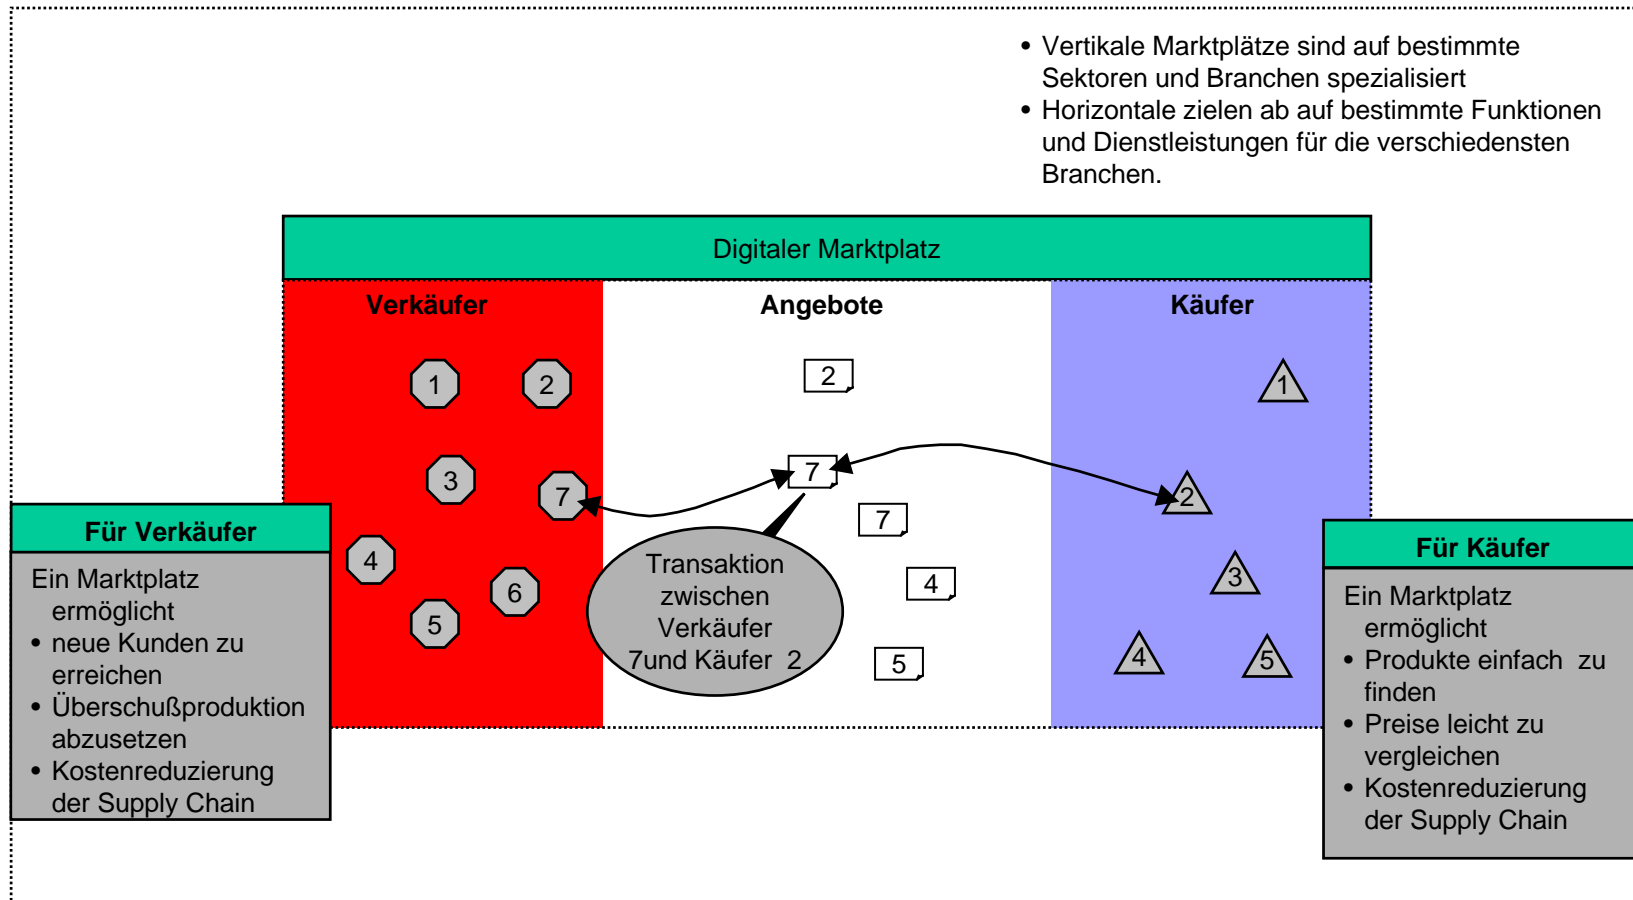 • Vertikale Marktplätze sind auf bestimmte
Sektoren und Branchen spezialisiert
• Horizontale zielen ab auf bestimmte Funktionen
und Dienstleistungen für die verschiedensten
Branchen.
Digitaler Marktplatz
Verkäufer
1
2
3
7
4
6
5
Angebote
2
7
7
4
5
Transaktion
zwischen
Verkäufer
7und Käufer 2
Käufer
1
2
3
4
5
Für Verkäufer
Ein Marktplatz
ermöglicht
• neue Kunden zu
erreichen
• Überschußproduktion
abzusetzen
• Kostenreduzierung
der Supply Chain
Für Käufer
Ein Marktplatz
ermöglicht
• Produkte einfach zu
finden
• Preise leicht zu
vergleichen
• Kostenreduzierung
der Supply Chain